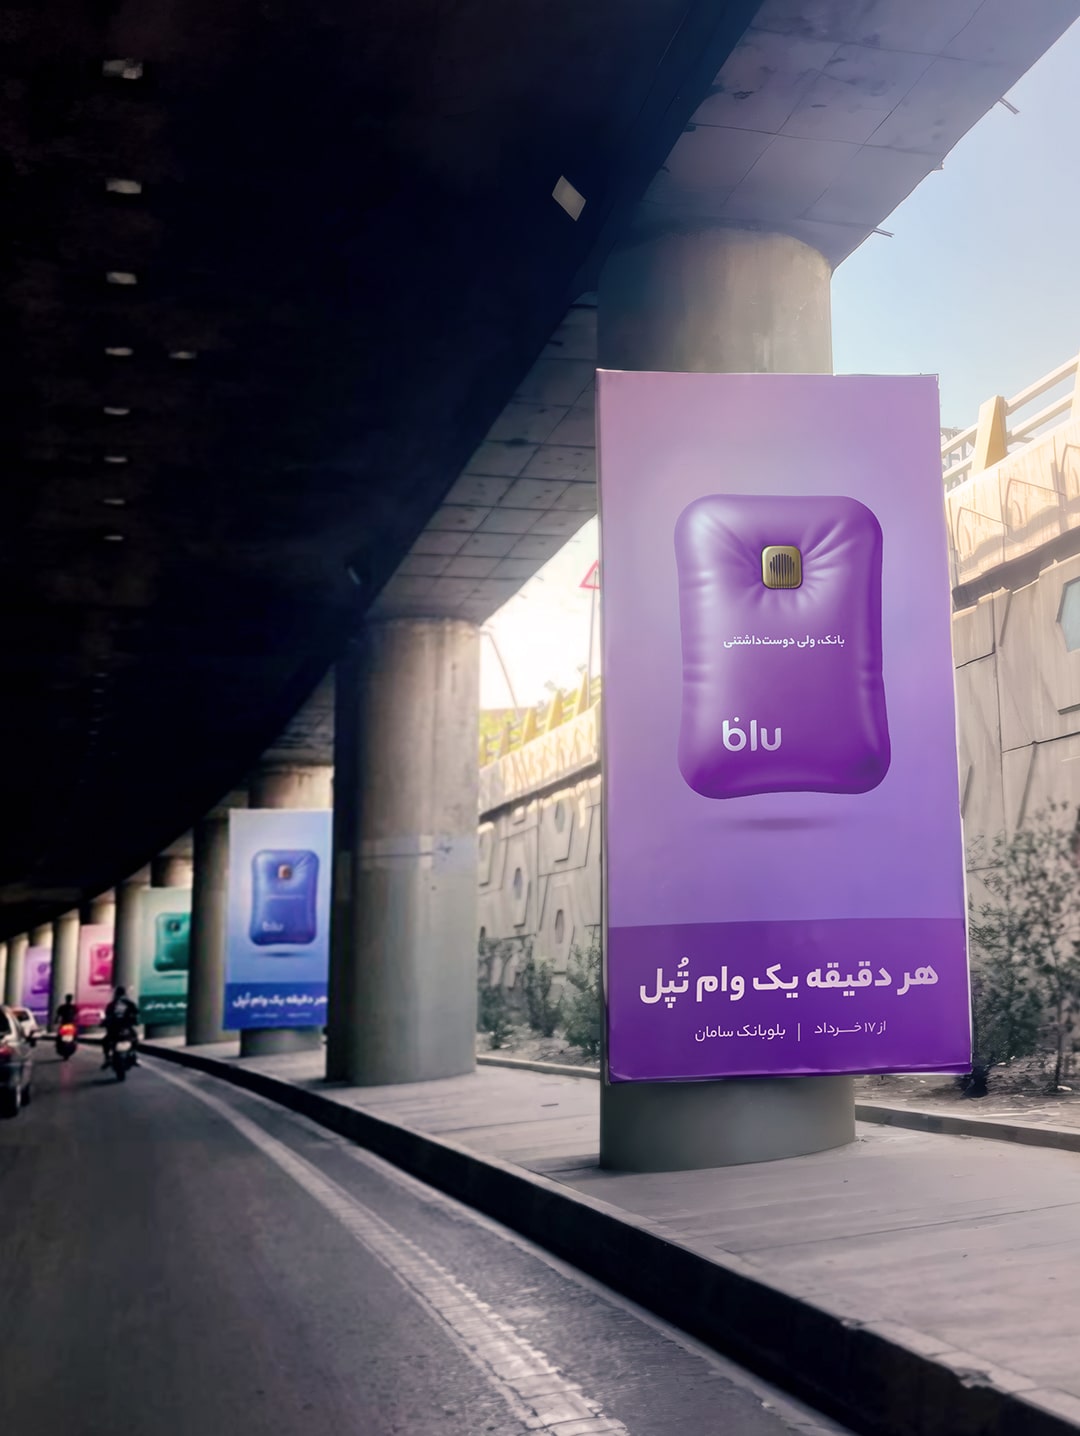 بانک، ولی دوست‌داشتنی
blu
هر دقیقه یک وام تُپل
از ۱۷ خـــرداد | بلوبانک سامان
blu
هر دقیقه یک وام تُپل